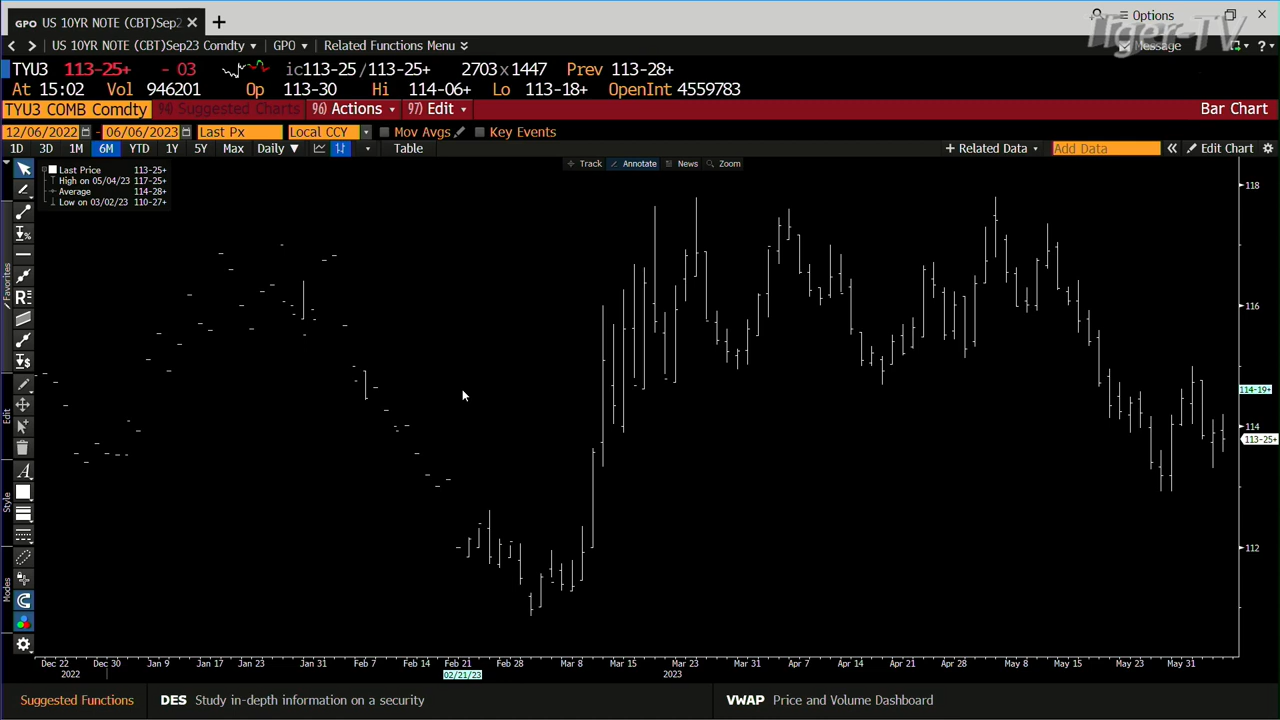 GPO US 10YR NOTE (CBT)Sep2
Options
US 10YR NOTE (CBT)Sep23 Comdty GPO Related Functions Menu
Message
Tiger-TV
TYU3 113-25+ - 03 ic113-25/113-25+ 2703x1447 Prev 113-28+
At 15:02 Vol 946201 Op 113-30 Hi 114-06+ Lo 113-18+ OpenInt 4559783
TYU3 COMB Comdty 94) Suggested Charts 96) Actions 97) Edit Bar Chart
12/06/2022 - 06/06/2023 Last Px Local CCY Mov Avgs Key Events
1D 3D 1M 6M YTD 1Y 5Y Max Daily Table + Related Data Add Data « Edit Chart
Track Annotate News Zoom
Last Price 113-25+
High on 05/04/23 117-25+
Average 114-28+
Low on 03/02/23 110-27+
118
116
114-19+
114
113-25+
112
Favorites
Edit
Style
Modes
Dec 22 Dec 30 Jan 9 Jan 17 Jan 23 Jan 31 Feb 7 Feb 14 Feb 21 Feb 28 Mar 8 Mar 15 Mar 23 Mar 31 Apr 7 Apr 14 Apr 21 Apr 28 May 8 May 15 May 23 May 31
2022 02/21/23 2023
Suggested Functions DES Study in-depth information on a security VWAP Price and Volume Dashboard